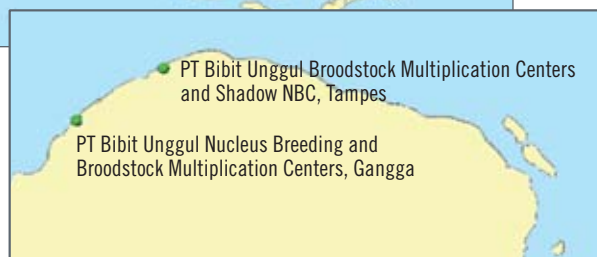 PT Bibit Unggul Broodstock Multiplication Centers
and Shadow NBC, Tampes
PT Bibit Unggul Nucleus Breeding and
Broodstock Multiplication Centers, Gangga